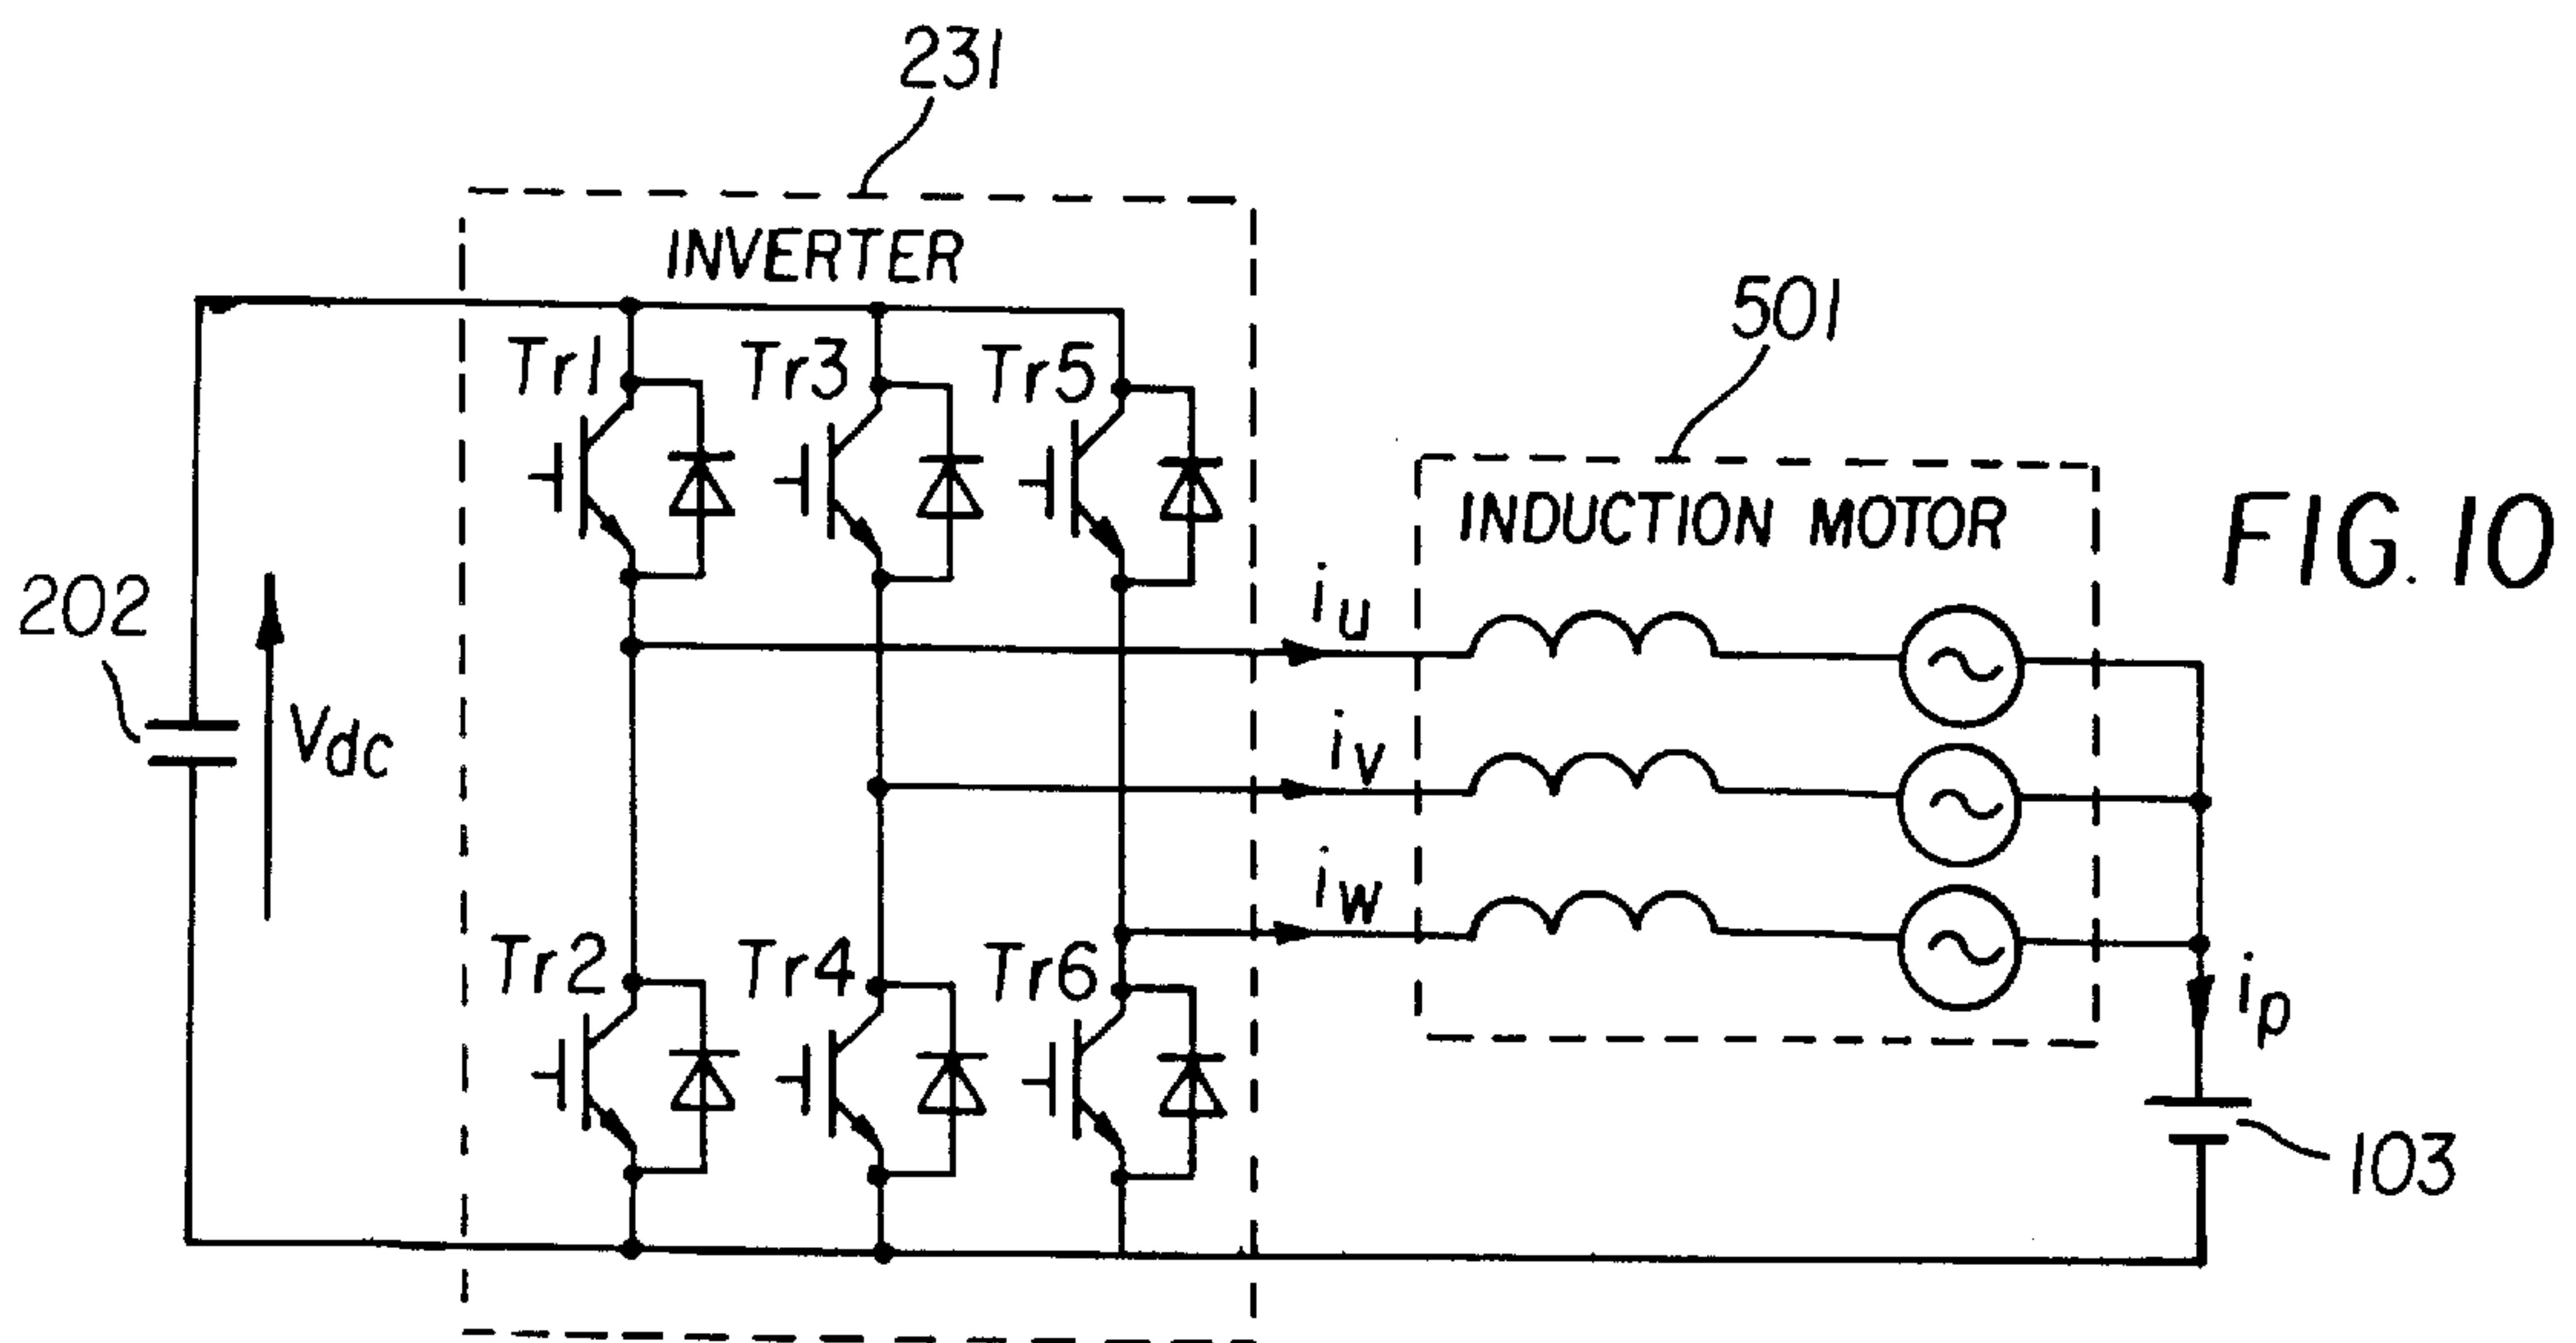 231
INVERTER
Tr1
Tr3
Tr5
501
INDUCTION MOTOR
FIG. 10
202
Vdc
iu
iv
iw
Tr2
Tr4
Tr6
ip
103